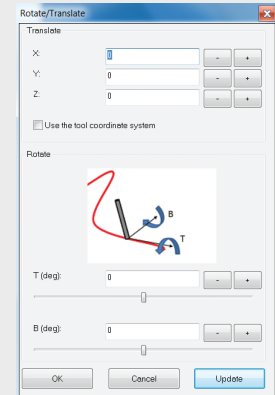 Rotate/Translate
Translate
X: 0 - +
Y: 0 - +
Z: 0 - +
Use the tool coordinate system
Rotate
B
T
T (deg): 0 - +
B (deg): 0 - +
OK Cancel Update